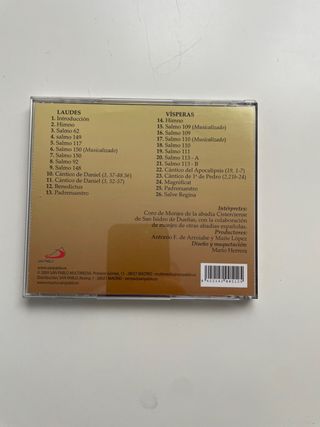 LAUDES
1. Introducción
2. Himno
3. Salmo 62
4. salmo 149
5. Salmo 117
6. Salmo 150 (Musicalizado)
7. Salmo 150
8. Salmo 92
9. Salmo 148
10. Cántico de Daniel (3, 57-88.56)
11. Cántico de Daniel (3, 52-57)
12. Benedictus
13. Padrenuestro
VÍSPERAS
14. Himno
15. Salmo 109 (Musicalizado)
16. Salmo 109
17. Salmo 110 (Musicalizado)
18. Salmo 110
19. Salmo 111
20. Salmo 113 - A
21. Salmo 113 - B
22. Cántico del Apocalipsis (19, 1-7)
23. Cántico de 1ª de Pedro (2,21b-24)
24. Magníficat
25. Padrenuestro
26. Salve Regina
Intérpretes:
Coro de Monjes de la abadía Cisterciense
de San Isidro de Dueñas, con la colaboración
de monjes de otras abadías españolas.
Productores:
Antonio F. de Arroiabe y Maite López
Diseño y maquetación:
Mario Herrera
SAN PABLO